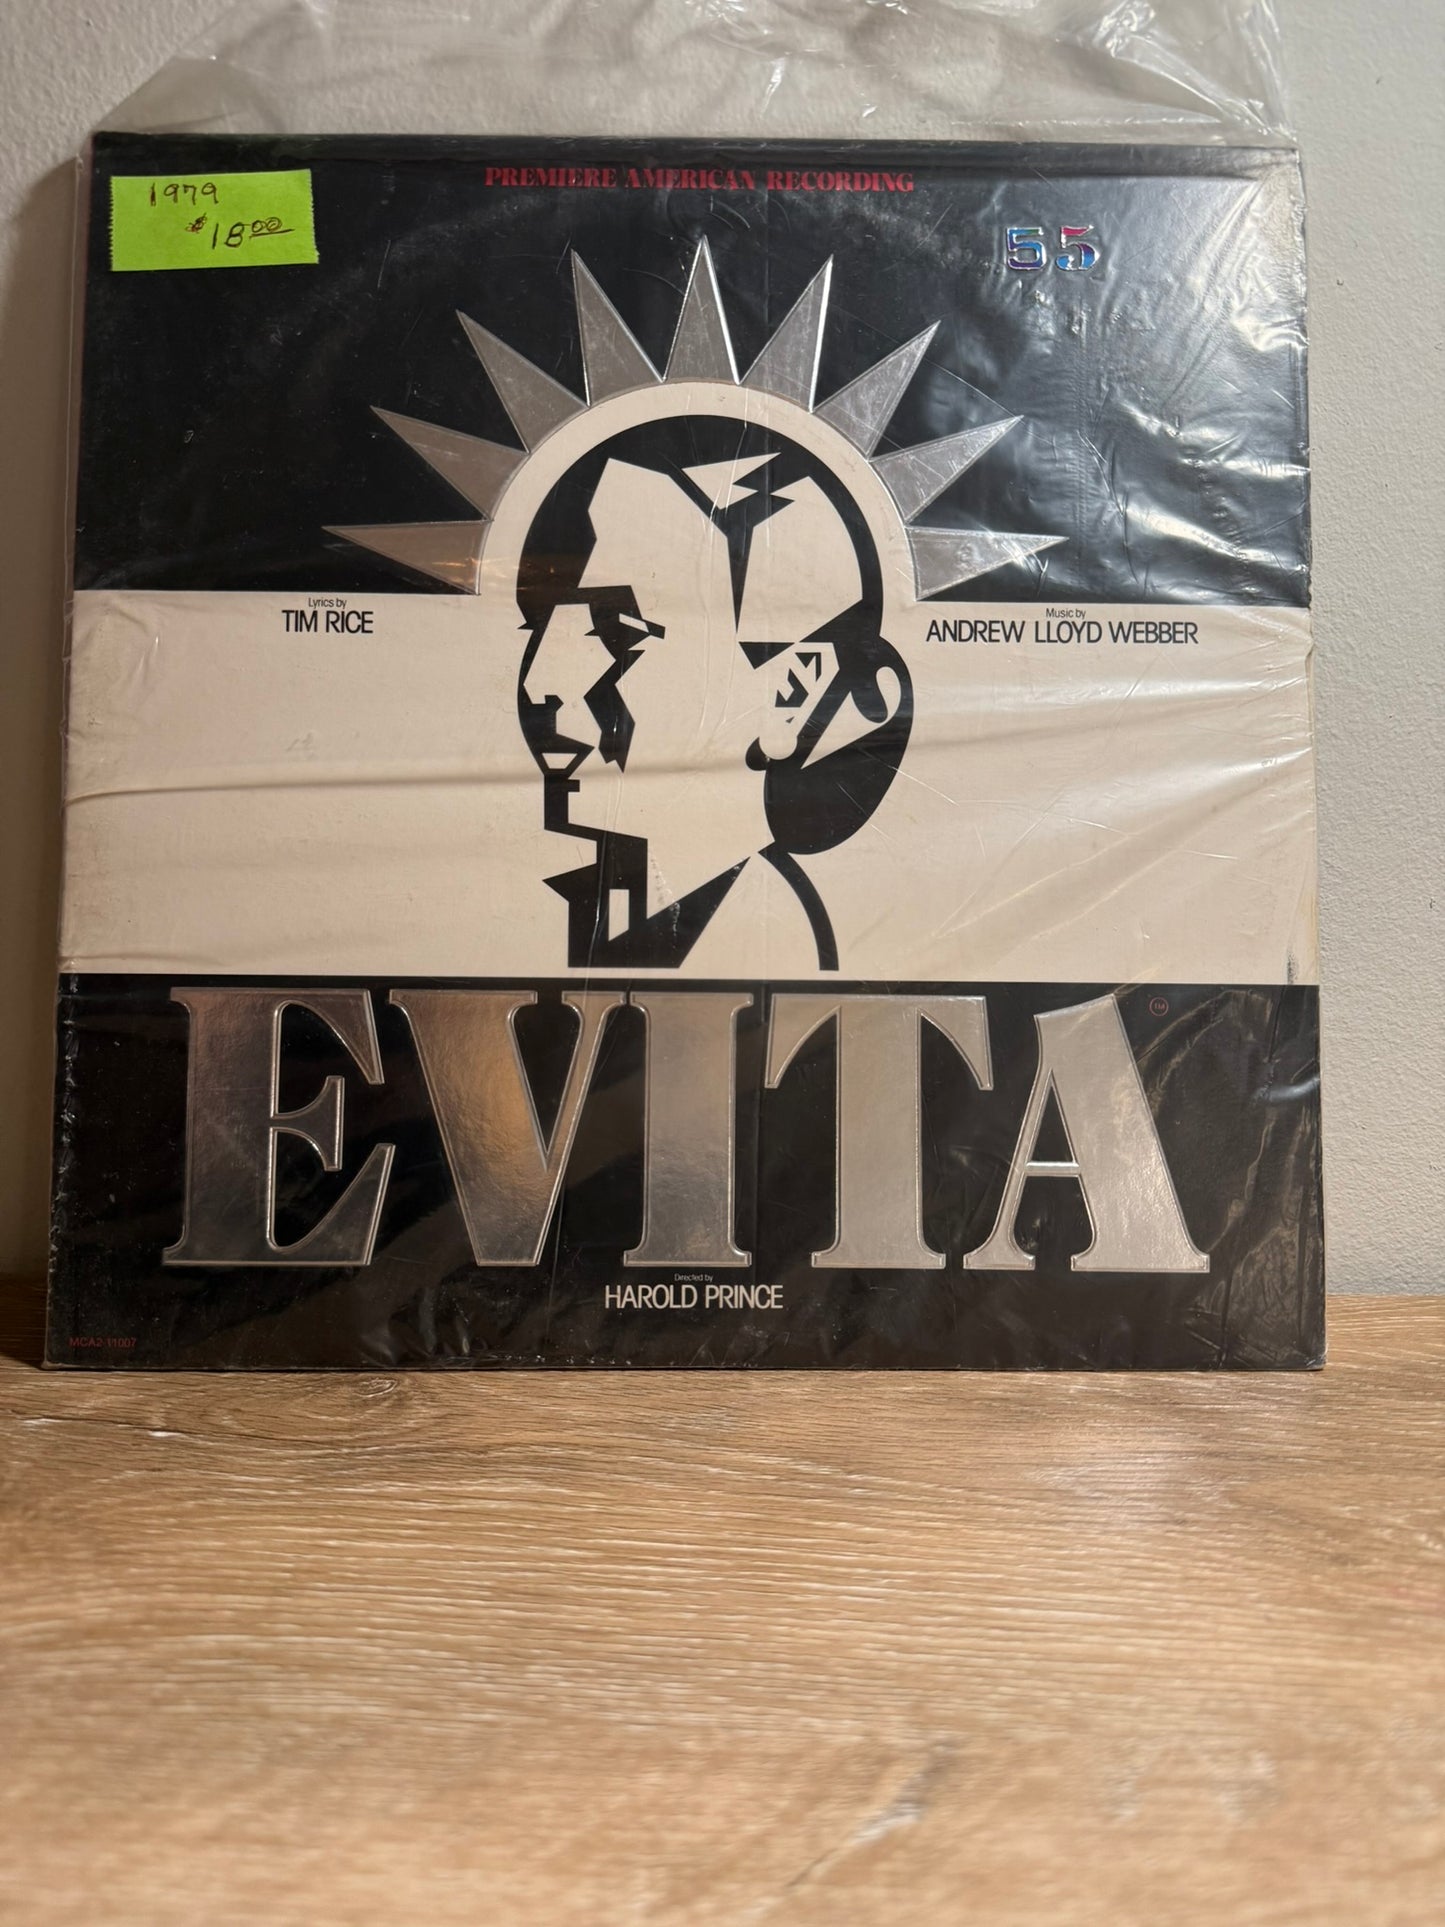 PREMIERE AMERICAN RECORDING
1979
$18.00
55
Lyrics by
TIM RICE
Music by
ANDREW LLOYD WEBBER
EVITA
TM
Directed by
HAROLD PRINCE
MCA2-11007